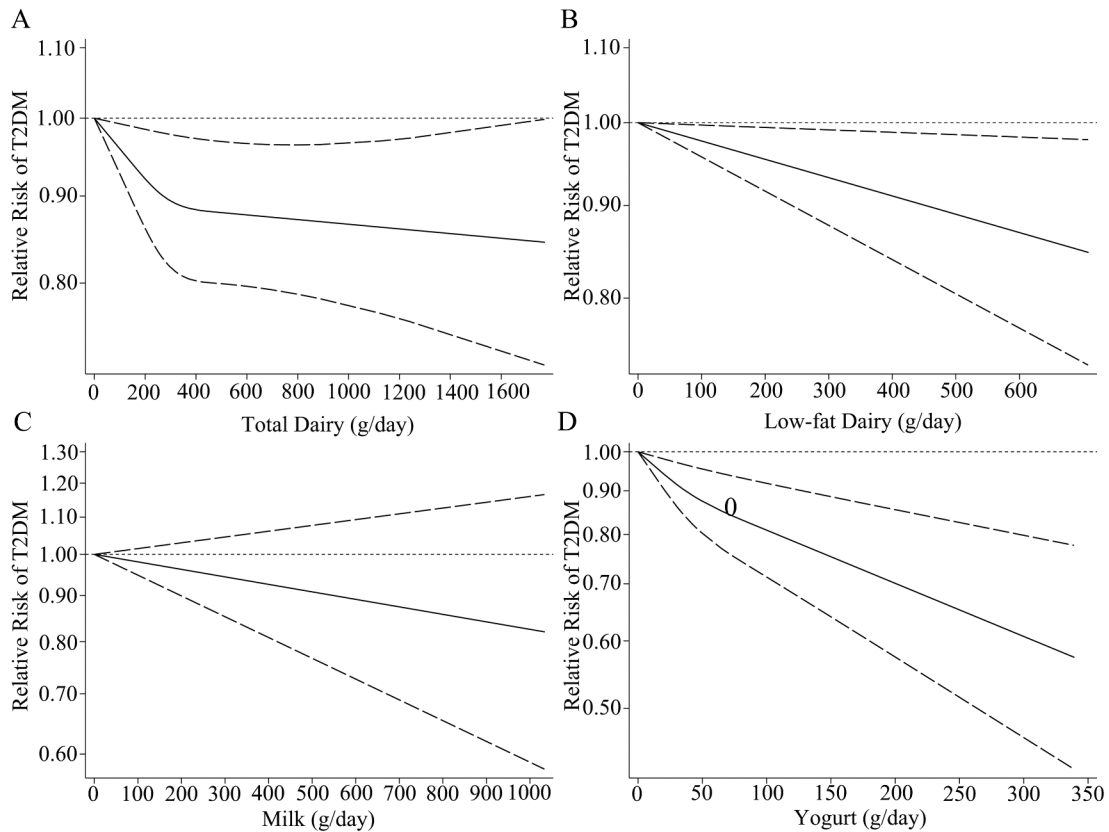 A
Relative Risk of T2DM
1.10
1.00
0.90
0.80
0 200 400 600 800 1000 1200 1400 1600
Total Dairy (g/day)
B
Relative Risk of T2DM
1.10
1.00
0.90
0.80
0 100 200 300 400 500 600
Low-fat Dairy (g/day)
C
Relative Risk of T2DM
1.30
1.20
1.10
1.00
0.90
0.80
0.70
0.60
0 100 200 300 400 500 600 700 800 900 1000
Milk (g/day)
D
Relative Risk of T2DM
1.00
0.90
0.80
0.70
0.60
0.50
0
0 50 100 150 200 250 300 350
Yogurt (g/day)